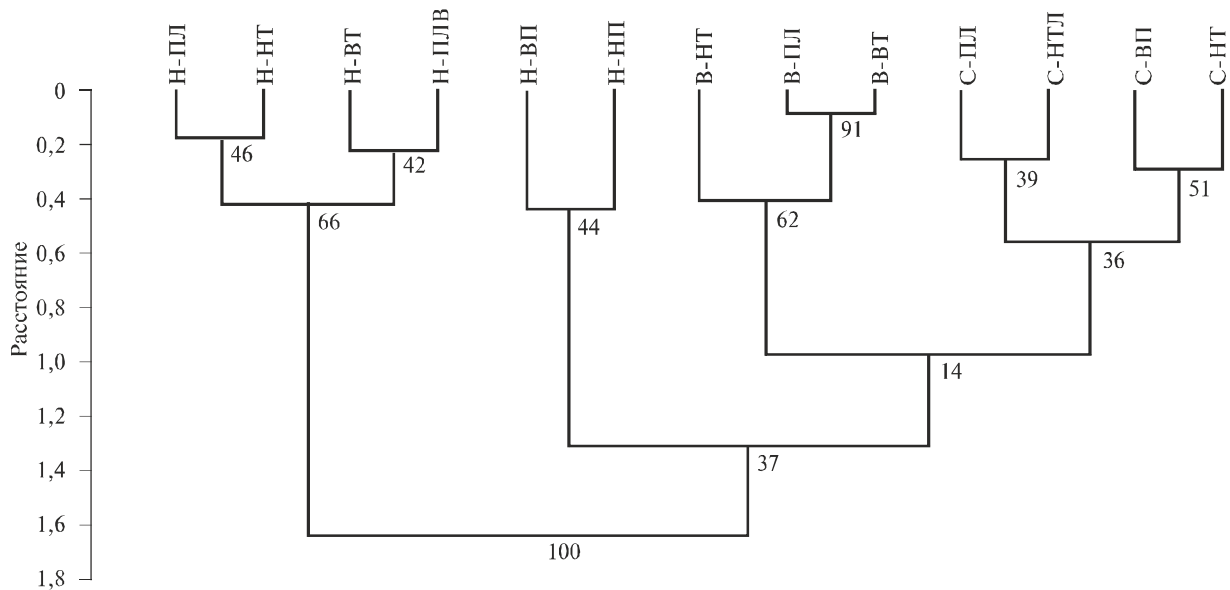 Н-ПЛ
Н-НТ
Н-ВТ
Н-ПЛВ
Н-ВП
Н-НП
В-НТ
В-ПЛ
В-ВТ
С-ПЛ
С-НТЛ
С-ВП
С-НТ
Расстояние
0
0,2
0,4
0,6
0,8
1,0
1,2
1,4
1,6
1,8
46
42
66
44
91
62
39
51
36
14
37
100